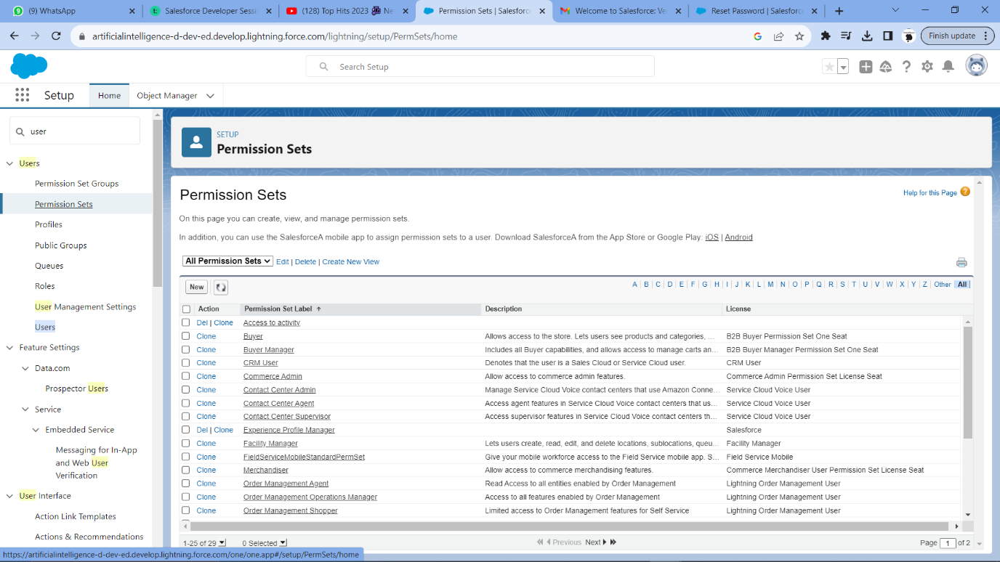 (9) WhatsApp
Salesforce Developer Sessi
(128) Top Hits 2023 Ne
Permission Sets | Salesforc
Welcome to Salesforce: Ve
Reset Password | Salesforc
artificialintelligence-d-dev-ed.develop.lightning.force.com/lightning/setup/PermSets/home
Finish update
Search Setup
Setup
Home
Object Manager
user
Users
Permission Set Groups
Permission Sets
Profiles
Public Groups
Queues
Roles
User Management Settings
Users
Feature Settings
Data.com
Prospector Users
Service
Embedded Service
Messaging for In-App
and Web User
Verification
User Interface
Action Link Templates
Actions & Recommendations
SETUP
Permission Sets
Permission Sets
Help for this Page
On this page you can create, view, and manage permission sets.
In addition, you can use the SalesforceA mobile app to assign permission sets to a user. Download SalesforceA from the App Store or Google Play: iOS | Android
All Permission Sets Edit | Delete | Create New View
New A B C D E F G H I J K L M N O P Q R S T U V W X Y Z Other All
Action Permission Set Label Description License
Del | Clone Access to activity
Clone Buyer Allows access to the store. Lets users see products and categories, ... B2B Buyer Permission Set One Seat
Clone Buyer Manager Includes all Buyer capabilities, and allows access to manage carts an... B2B Buyer Manager Permission Set One Seat
Clone CRM User Denotes that the user is a Sales Cloud or Service Cloud user. CRM User
Clone Commerce Admin Allow access to commerce admin features. Commerce Admin Permission Set License Seat
Clone Contact Center Admin Manage Service Cloud Voice contact centers that use Amazon Conne... Service Cloud Voice User
Clone Contact Center Agent Access agent features in Service Cloud Voice contact centers that us... Service Cloud Voice User
Clone Contact Center Supervisor Access supervisor features in Service Cloud Voice contact centers th... Service Cloud Voice User
Del | Clone Experience Profile Manager Salesforce
Clone Facility Manager Lets users create, read, edit, and delete locations, sublocations, queu... Facility Manager
Clone FieldServiceMobileStandardPermSet Give your mobile workforce access to the Field Service mobile app. S... Field Service Mobile
Clone Merchandiser Allow access to commerce merchandising features. Commerce Merchandiser User Permission Set License Seat
Clone Order Management Agent Read Access to all entities enabled by Order Management Lightning Order Management User
Clone Order Management Operations Manager Access to all features enabled by Order Management Lightning Order Management User
Clone Order Management Shopper Limited access to Order Management features for Self Service Lightning Order Management User
1-25 of 29 0 Selected Previous Next Page 1 of 2
https://artificialintelligence-d-dev-ed.develop.lightning.force.com/one/one.app#/setup/PermSets/home